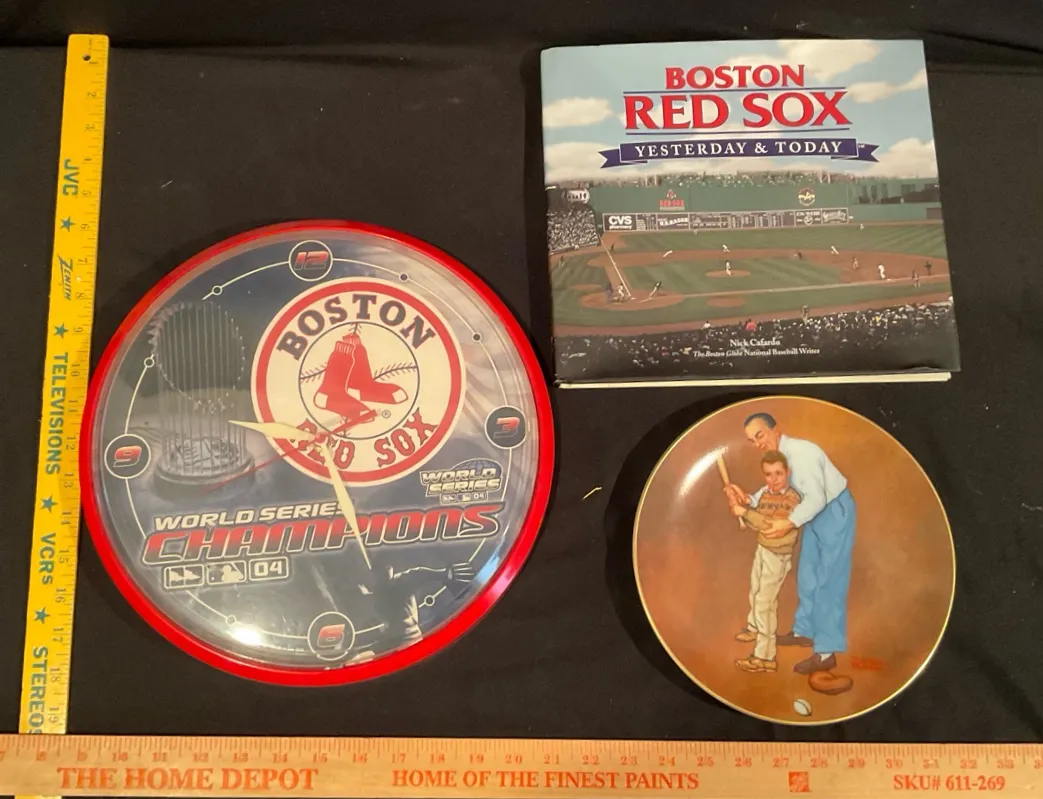 BOSTON
RED SOX
YESTERDAY & TODAY
CVS
Nick Cafardo
The Boston Globe National Baseball Writer
12
3
6
9
BOSTON
RED SOX
®
WORLD
SERIES
04
WORLD SERIES
CHAMPIONS
04
JVC ★ ZENITH ★ TELEVISIONS ★ VCRs ★ STEREOS
THE HOME DEPOT HOME OF THE FINEST PAINTS SKU# 611-269